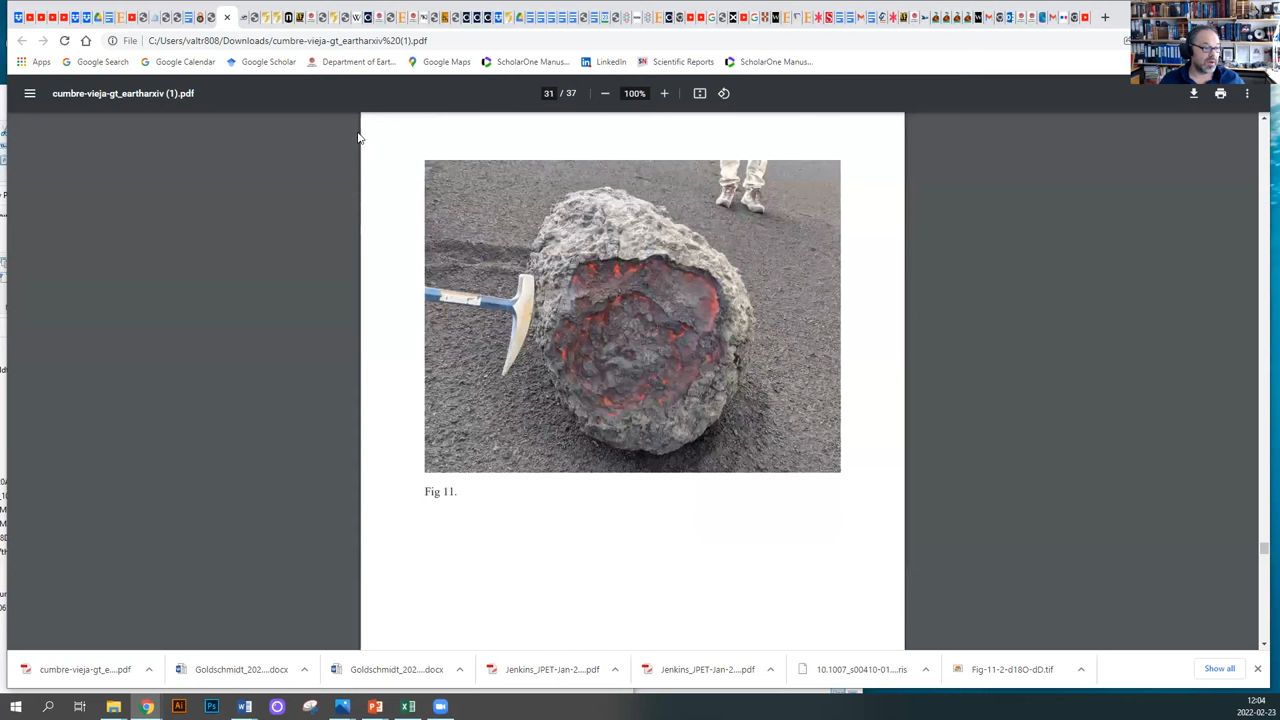 File
C:/Users/valtr808/Downloads/cumbre-vieja-gt_eartharxiv%20(1).pdf
Apps
Google Search
Google Calendar
Google Scholar
Department of Eart...
Google Maps
ScholarOne Manus...
LinkedIn
Scientific Reports
ScholarOne Manus...
cumbre-vieja-gt_eartharxiv (1).pdf
31 / 37
100%
Fig 11.
cumbre-vieja-gt_e....pdf
Goldschmidt_202....docx
Goldschmidt_202....docx
Jenkins_JPET-Jan-2....pdf
Jenkins_JPET-Jan-2....pdf
10.1007_s00410-01....ris
Fig-11-2-d18O-dD.tif
Show all
12:04
2022-02-23